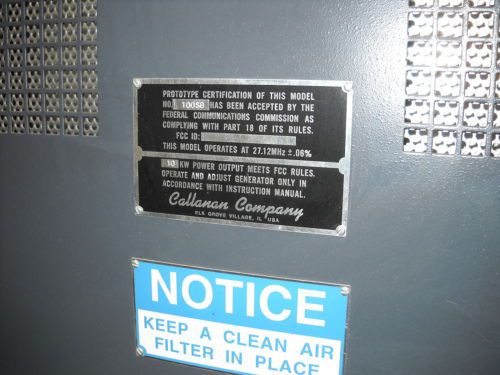 PROTOTYPE CERTIFICATION OF THIS MODEL
NO. 100SB HAS BEEN ACCEPTED BY THE
FEDERAL COMMUNICATIONS COMMISSION AS
COMPLYING WITH PART 18 OF ITS RULES.
FCC ID:
THIS MODEL OPERATES AT 27.12MHz ±.06%
10 KW POWER OUTPUT MEETS FCC RULES.
OPERATE AND ADJUST GENERATOR ONLY IN
ACCORDANCE WITH INSTRUCTION MANUAL.
Callanan Company
ELK GROVE VILLAGE, IL USA
NOTICE
KEEP A CLEAN AIR
FILTER IN PLACE